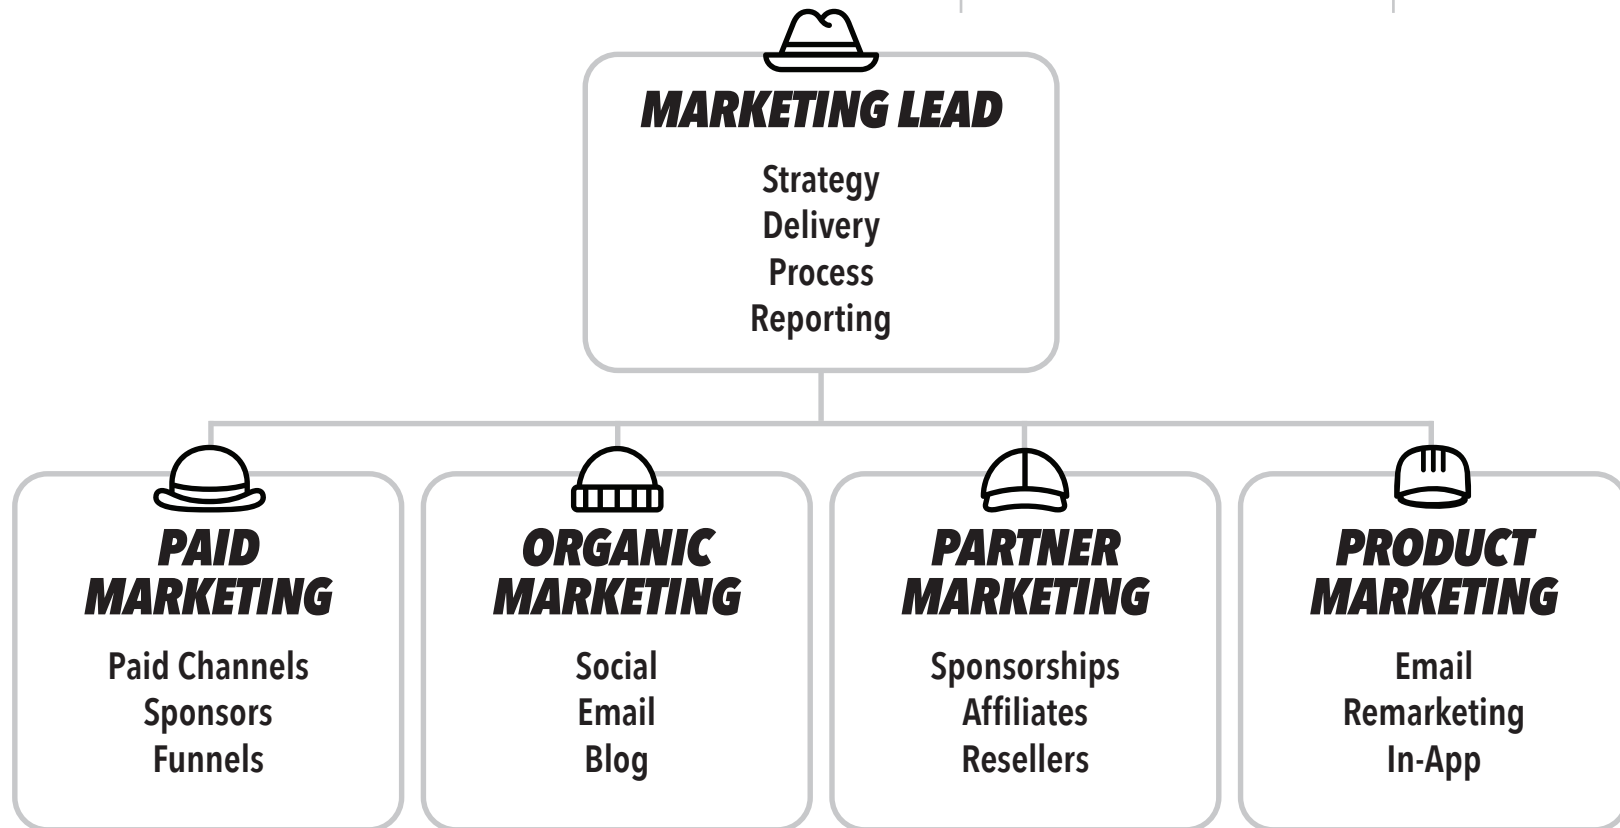 MARKETING LEAD
Strategy
Delivery
Process
Reporting
PAID
MARKETING
Paid Channels
Sponsors
Funnels
ORGANIC
MARKETING
Social
Email
Blog
PARTNER
MARKETING
Sponsorships
Affiliates
Resellers
PRODUCT
MARKETING
Email
Remarketing
In-App